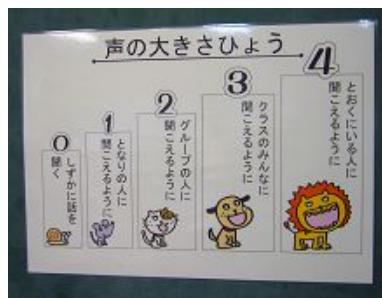 声の大きさひょう
0
しずかに話を
聞く
1
となりの人に
聞こえるように
2
グループの人に
聞こえるように
3
クラスのみんなに
聞こえるように
4
とおくにいる人に
聞こえるように